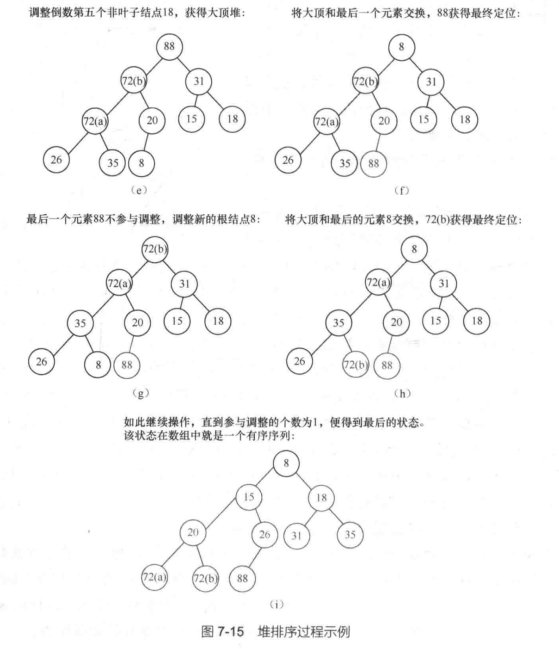 调整倒数第五个非叶子结点18，获得大顶堆：
将大顶和最后一个元素交换，88获得最终定位：
88
72(b)
31
72(a)
20
15
18
26
35
8
（e）
8
72(b)
31
72(a)
20
15
18
26
35
88
（f）
最后一个元素88不参与调整，调整新的根结点8：
将大顶和最后的元素8交换，72(b)获得最终定位：
72(b)
72(a)
31
35
20
15
18
26
8
88
（g）
8
72(a)
31
35
20
15
18
26
72(b)
88
（h）
如此继续操作，直到参与调整的个数为1，便得到最后的状态。
该状态在数组中就是一个有序序列：
8
15
18
20
26
31
35
72(a)
72(b)
88
（i）
图 7-15 堆排序过程示例